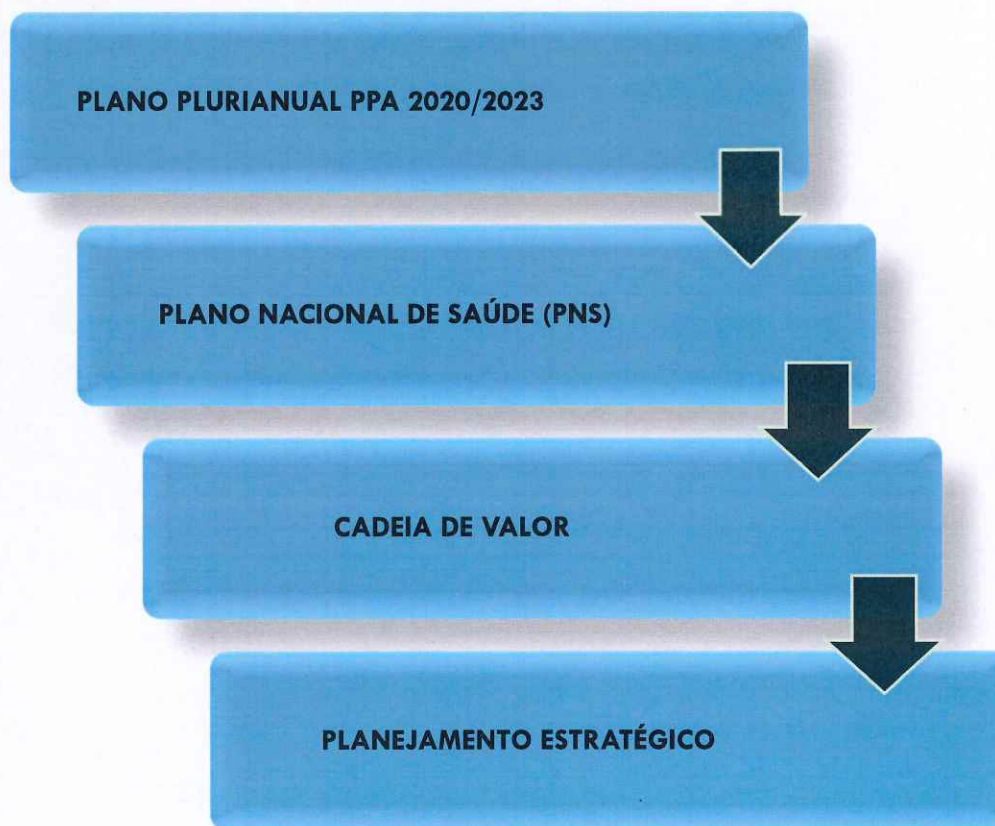 PLANO PLURIANUAL PPA 2020/2023
PLANO NACIONAL DE SAÚDE (PNS)
CADEIA DE VALOR
PLANEJAMENTO ESTRATÉGICO